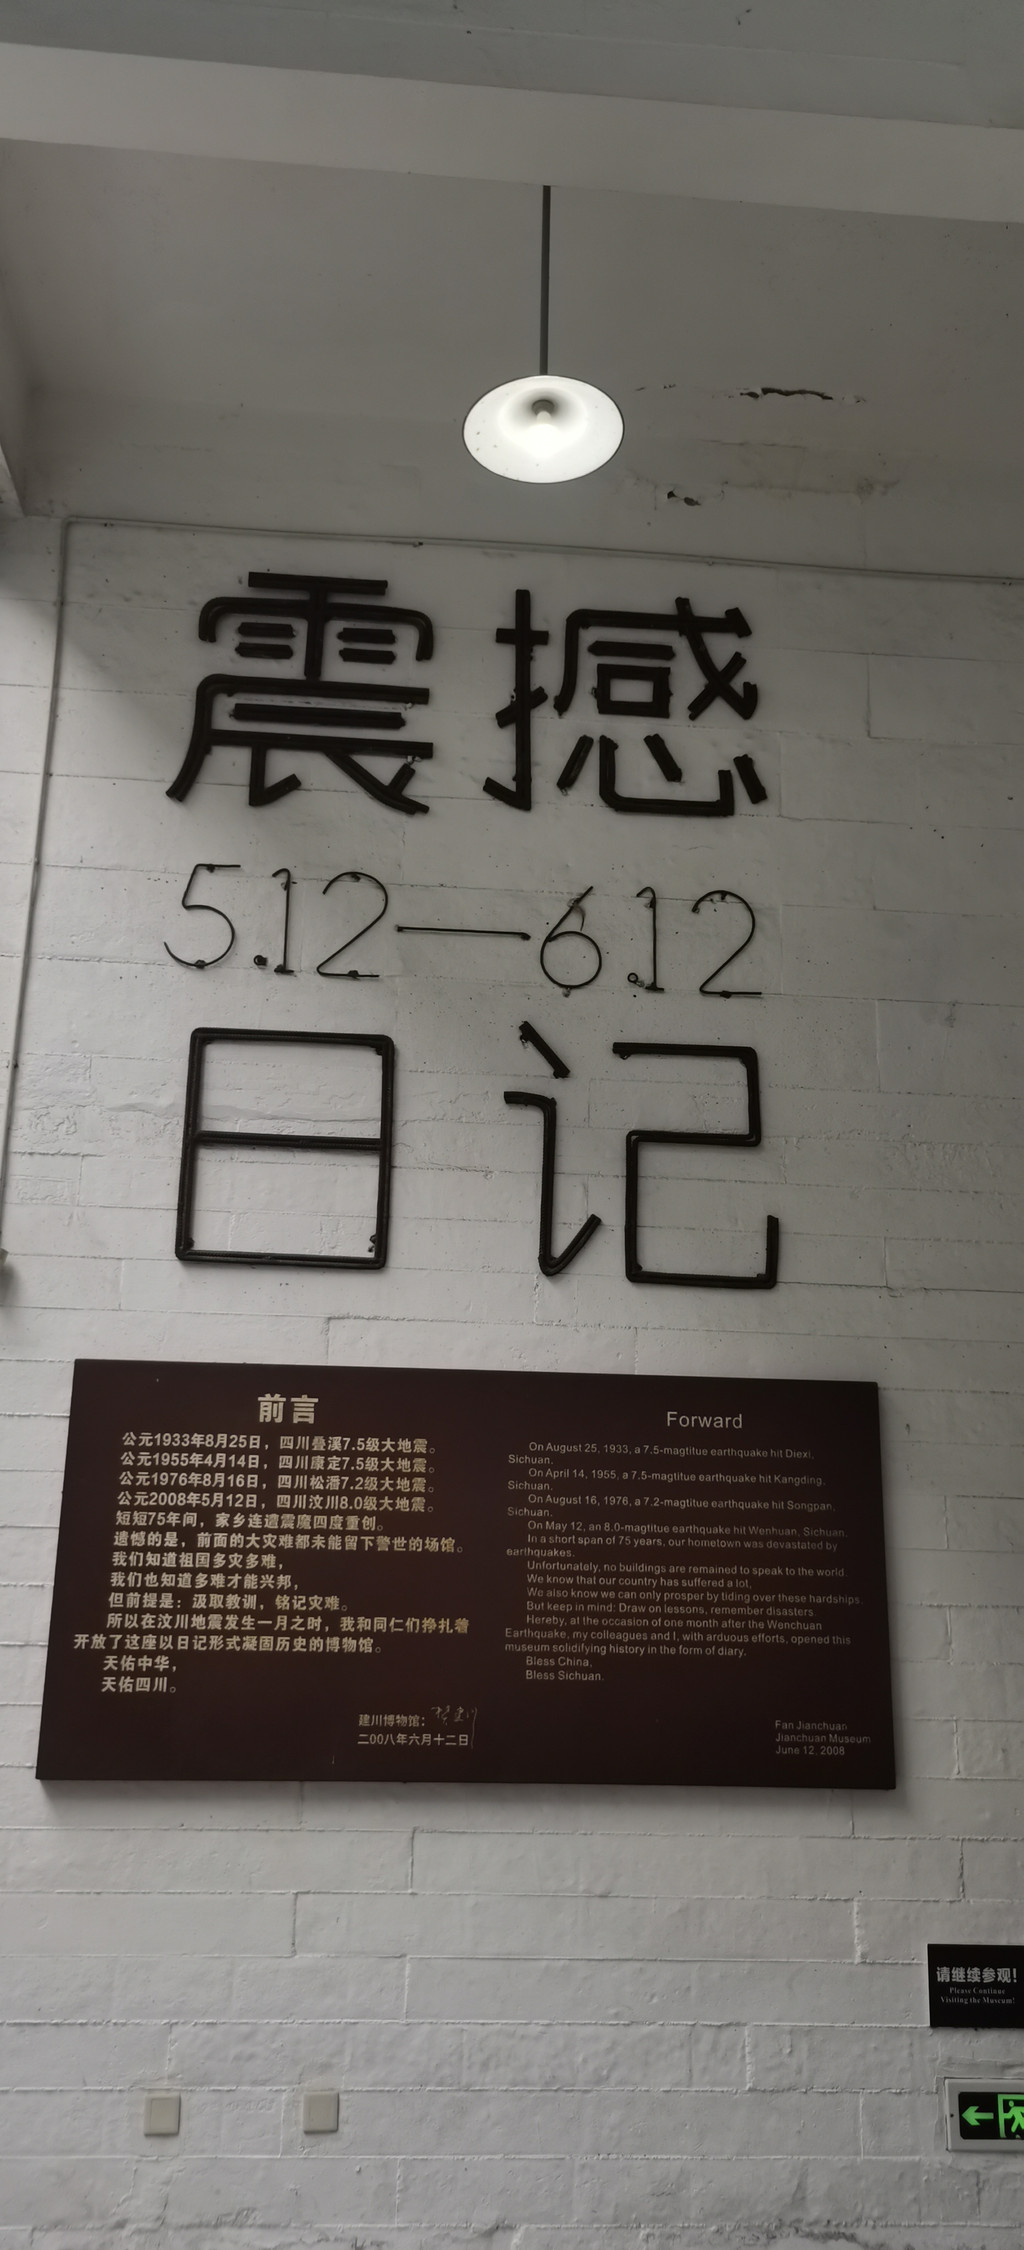 震撼
5.12—6.12
日记
前言
公元1933年8月25日，四川叠溪7.5级大地震。
公元1955年4月14日，四川康定7.5级大地震。
公元1976年8月16日，四川松潘7.2级大地震。
公元2008年5月12日，四川汶川8.0级大地震。
短短75年间，家乡连遭震魔四度重创。
遗憾的是，前面的大灾难都未能留下警世的场馆。
我们知道祖国多灾多难，
我们也知道多难才能兴邦，
但前提是：汲取教训，铭记灾难。
所以在汶川地震发生一月之时，我和同仁们挣扎着
开放了这座以日记形式凝固历史的博物馆。
天佑中华，
天佑四川。
建川博物馆：樊建川
二00八年六月十二日
Forward
On August 25, 1933, a 7.5-magtitue earthquake hit Diexi,
Sichuan.
On April 14, 1955, a 7.5-magtitue earthquake hit Kangding,
Sichuan.
On August 16, 1976, a 7.2-magtitue earthquake hit Songpan,
Sichuan.
On May 12, an 8.0-magtitue earthquake hit Wenhuan, Sichuan.
In a short span of 75 years, our hometown was devastated by
earthquakes.
Unfortunately, no buildings are remained to speak to the world.
We know that our country has suffered a lot,
We also know we can only prosper by tiding over these hardships.
But keep in mind: Draw on lessons, remember disasters.
Hereby, at the occasion of one month after the Wenchuan
Earthquake, my colleagues and I, with arduous efforts, opened this
museum solidifying history in the form of diary.
Bless China,
Bless Sichuan.
Fan Jianchuan
Jianchuan Museum
June 12, 2008
请继续参观！
Please Continue
Visiting the Museum!